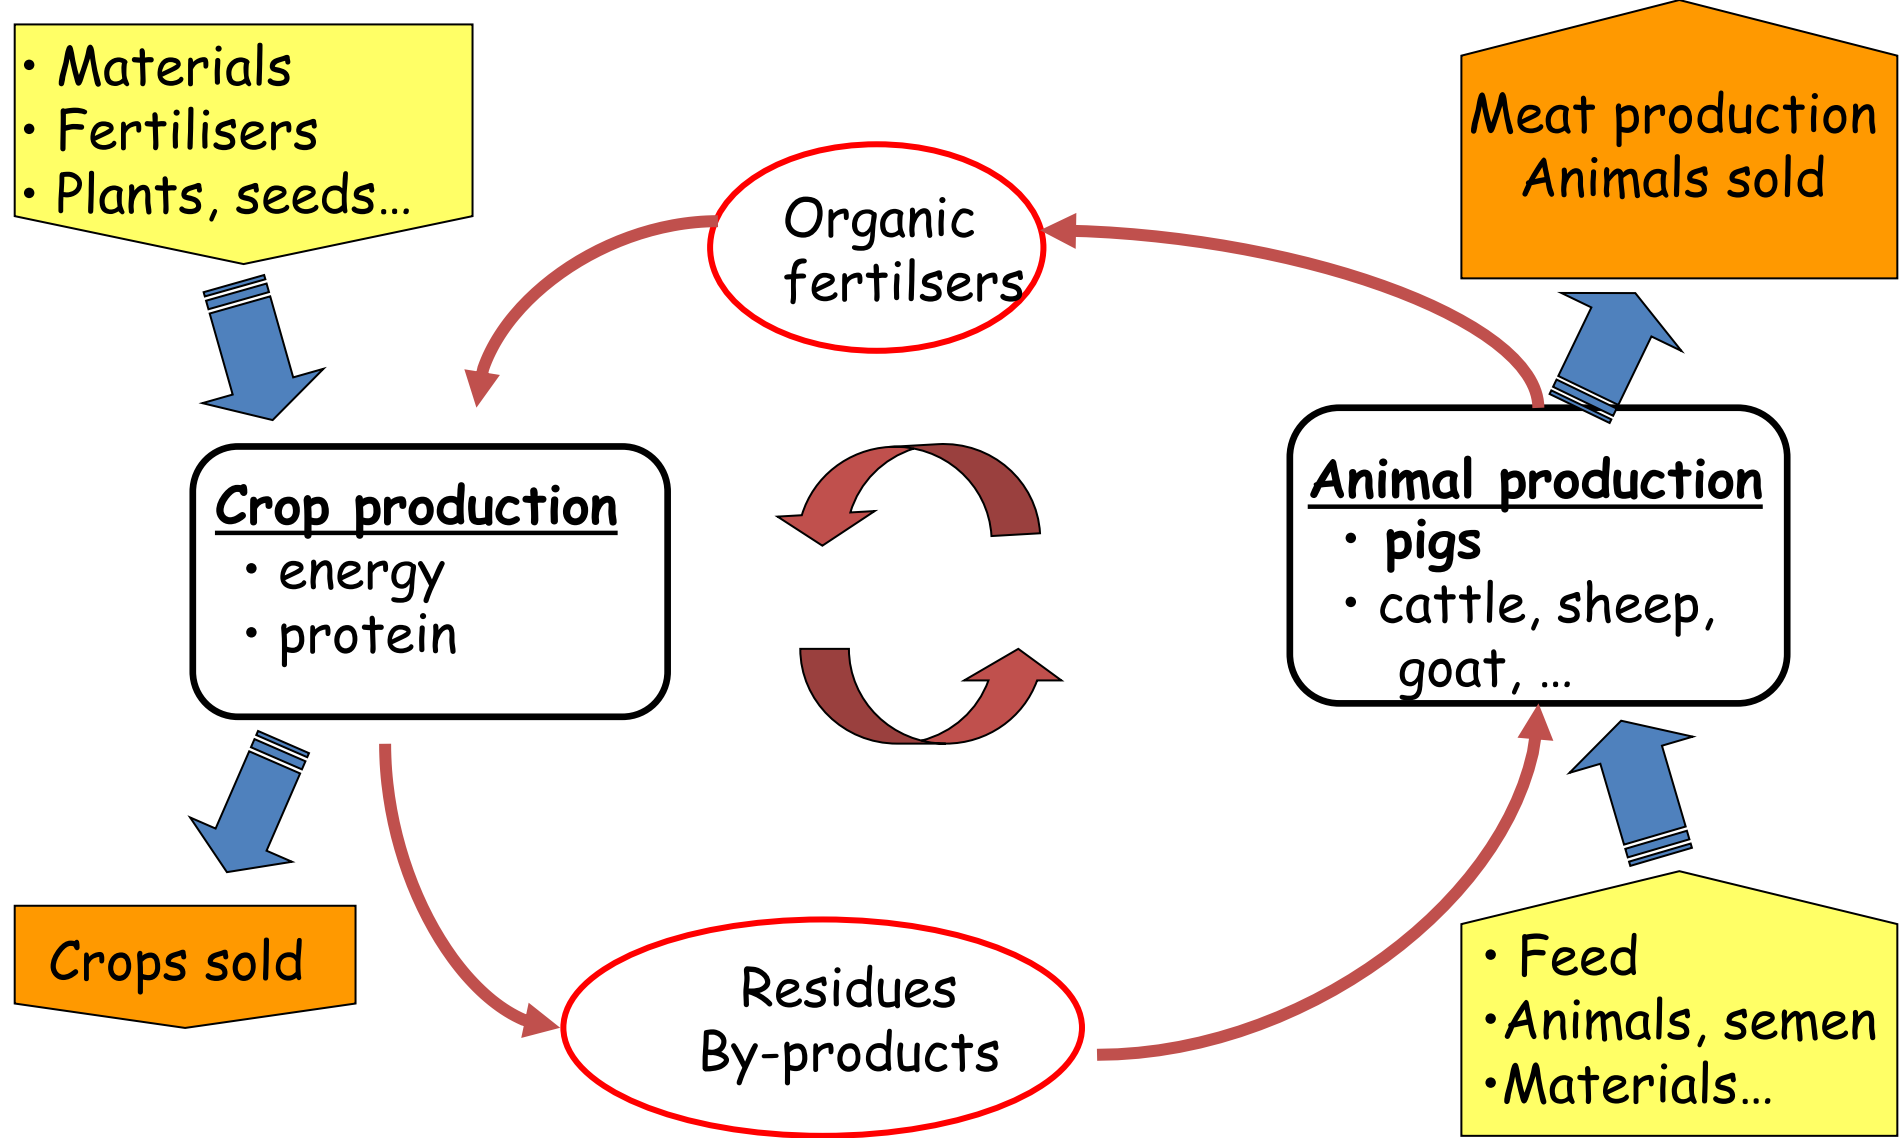 • Materials
• Fertilisers
• Plants, seeds…
Organic
fertilsers
Meat production
Animals sold
Crop production
• energy
• protein
Animal production
• pigs
• cattle, sheep,
goat, …
Crops sold
Residues
By-products
• Feed
•Animals, semen
•Materials…